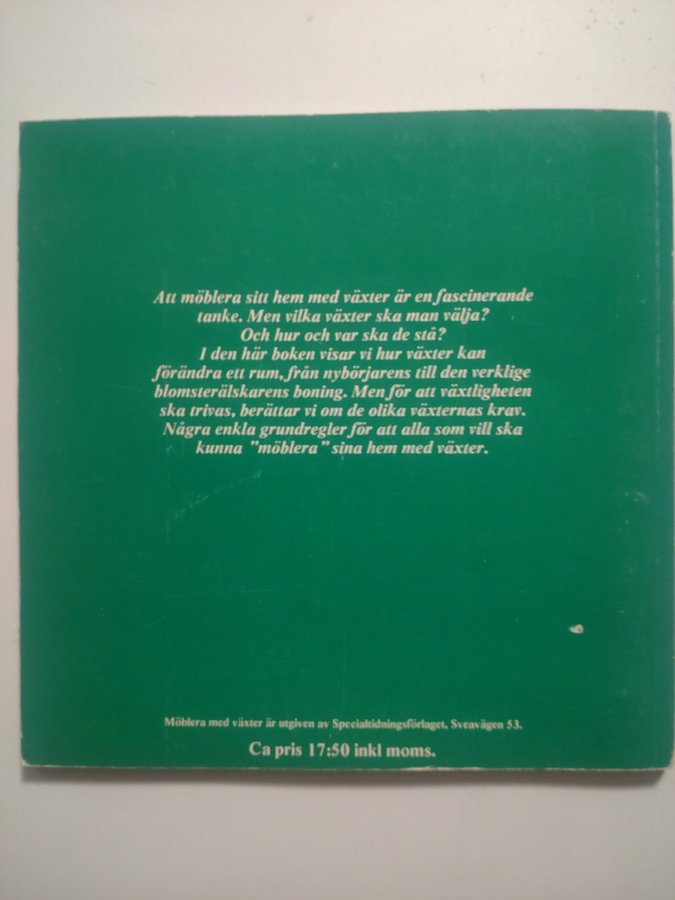 Att möblera sitt hem med växter är en fascinerande
tanke. Men vilka växter ska man välja?
Och hur och var ska de stå?
I den här boken visar vi hur växter kan
förändra ett rum, från nybörjarens till den verklige
blomsterälskarens boning. Men för att växtligheten
ska trivas, berättar vi om de olika växternas krav.
Några enkla grundregler för att alla som vill ska
kunna ”möblera” sina hem med växter.
Möblera med växter är utgiven av Specialtidningsförlaget, Sveavägen 53.
Ca pris 17:50 inkl moms.